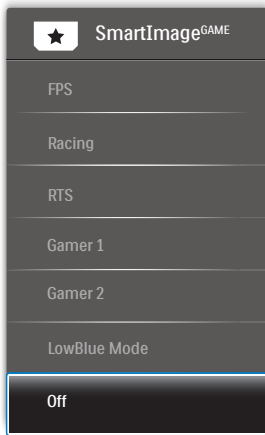 SmartImageGAME
FPS
Racing
RTS
Gamer 1
Gamer 2
LowBlue Mode
Off